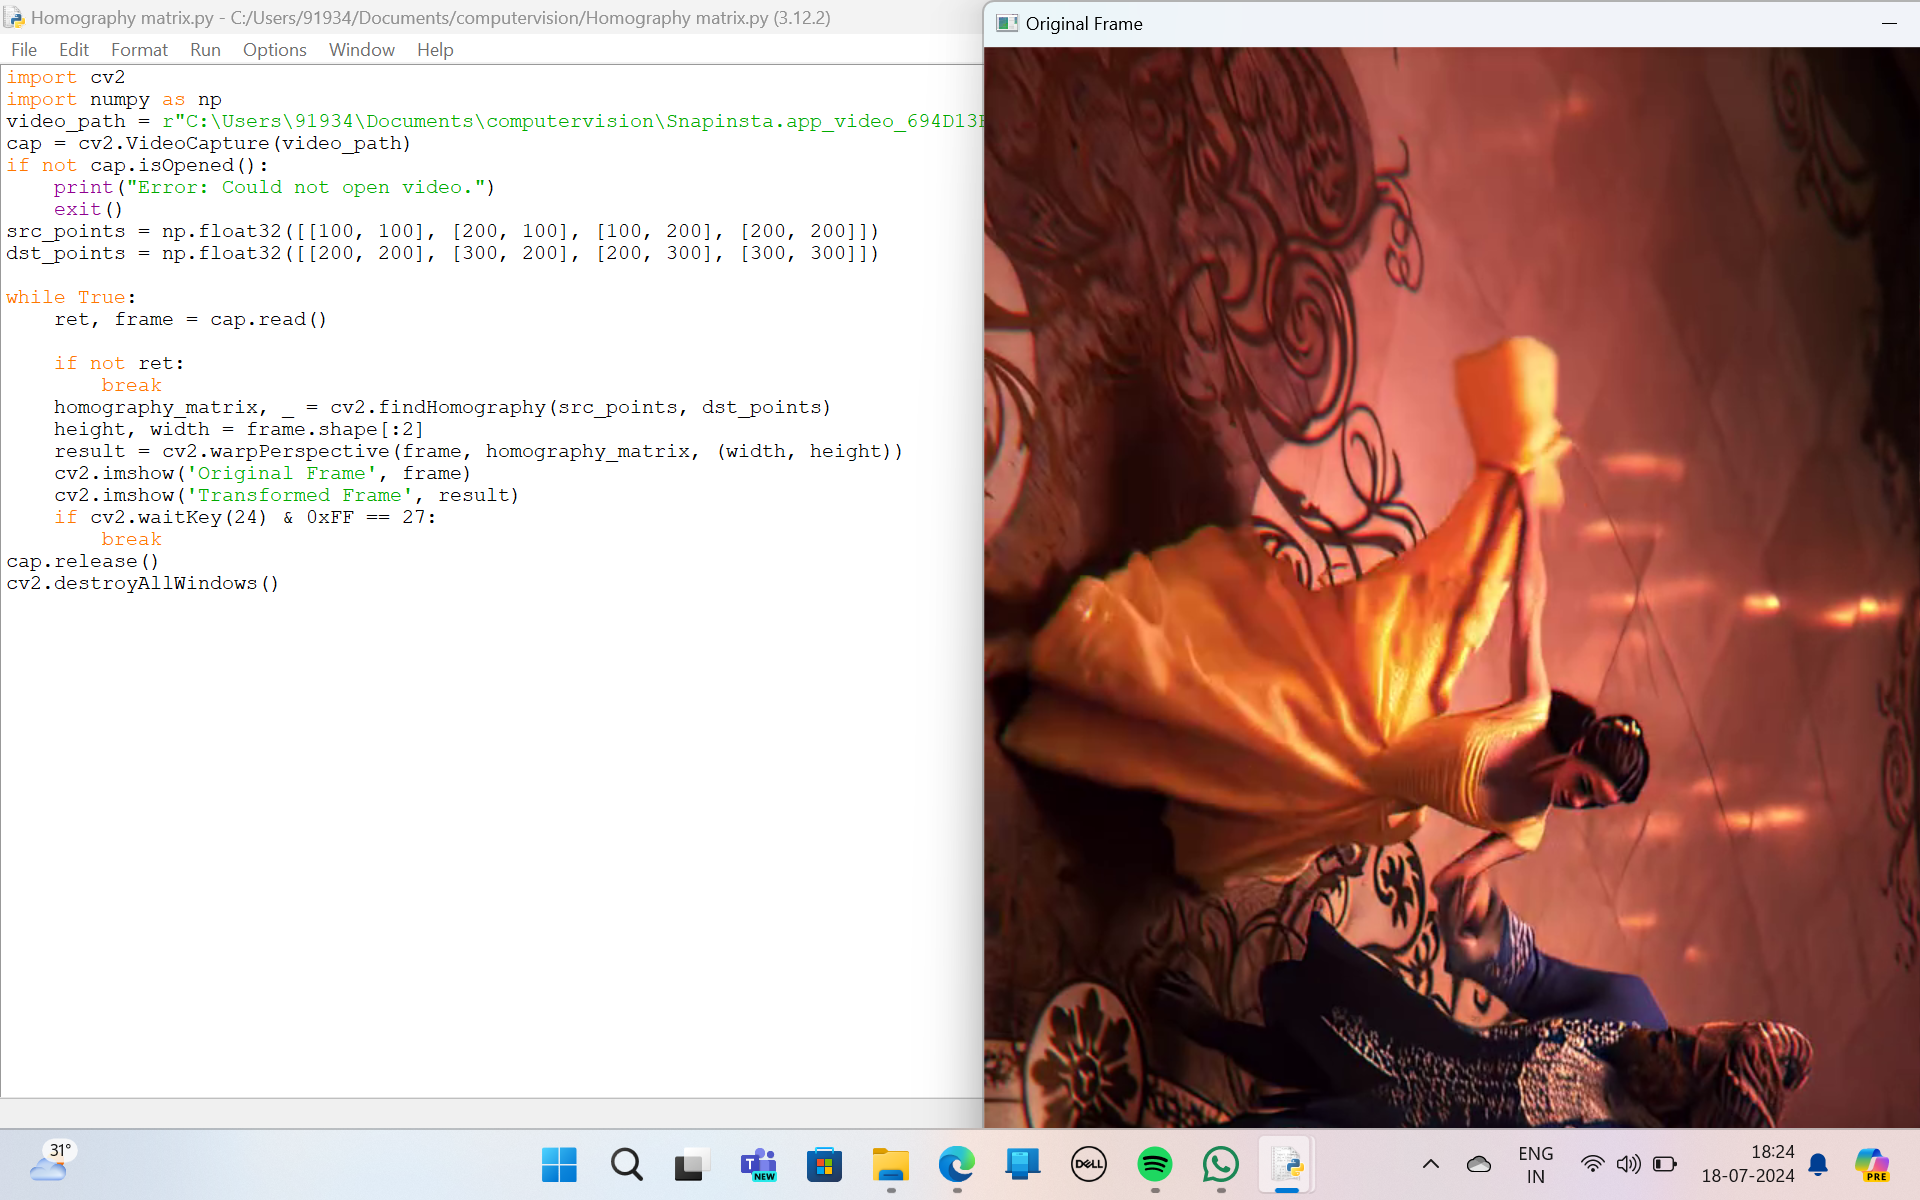 Homography matrix.py - C:/Users/91934/Documents/computervision/Homography matrix.py (3.12.2)
File Edit Format Run Options Window Help
import cv2
import numpy as np
video_path = r"C:\Users\91934\Documents\computervision\Snapinsta.app_video_694D13
cap = cv2.VideoCapture(video_path)
if not cap.isOpened():
    print("Error: Could not open video.")
    exit()
src_points = np.float32([[100, 100], [200, 100], [100, 200], [200, 200]])
dst_points = np.float32([[200, 200], [300, 200], [200, 300], [300, 300]])
while True:
    ret, frame = cap.read()
    if not ret:
        break
    homography_matrix, _ = cv2.findHomography(src_points, dst_points)
    height, width = frame.shape[:2]
    result = cv2.warpPerspective(frame, homography_matrix, (width, height))
    cv2.imshow('Original Frame', frame)
    cv2.imshow('Transformed Frame', result)
    if cv2.waitKey(24) & 0xFF == 27:
        break
cap.release()
cv2.destroyAllWindows()
Original Frame
31°
T NEW
DELL
ENG
IN
18:24
18-07-2024
PRE